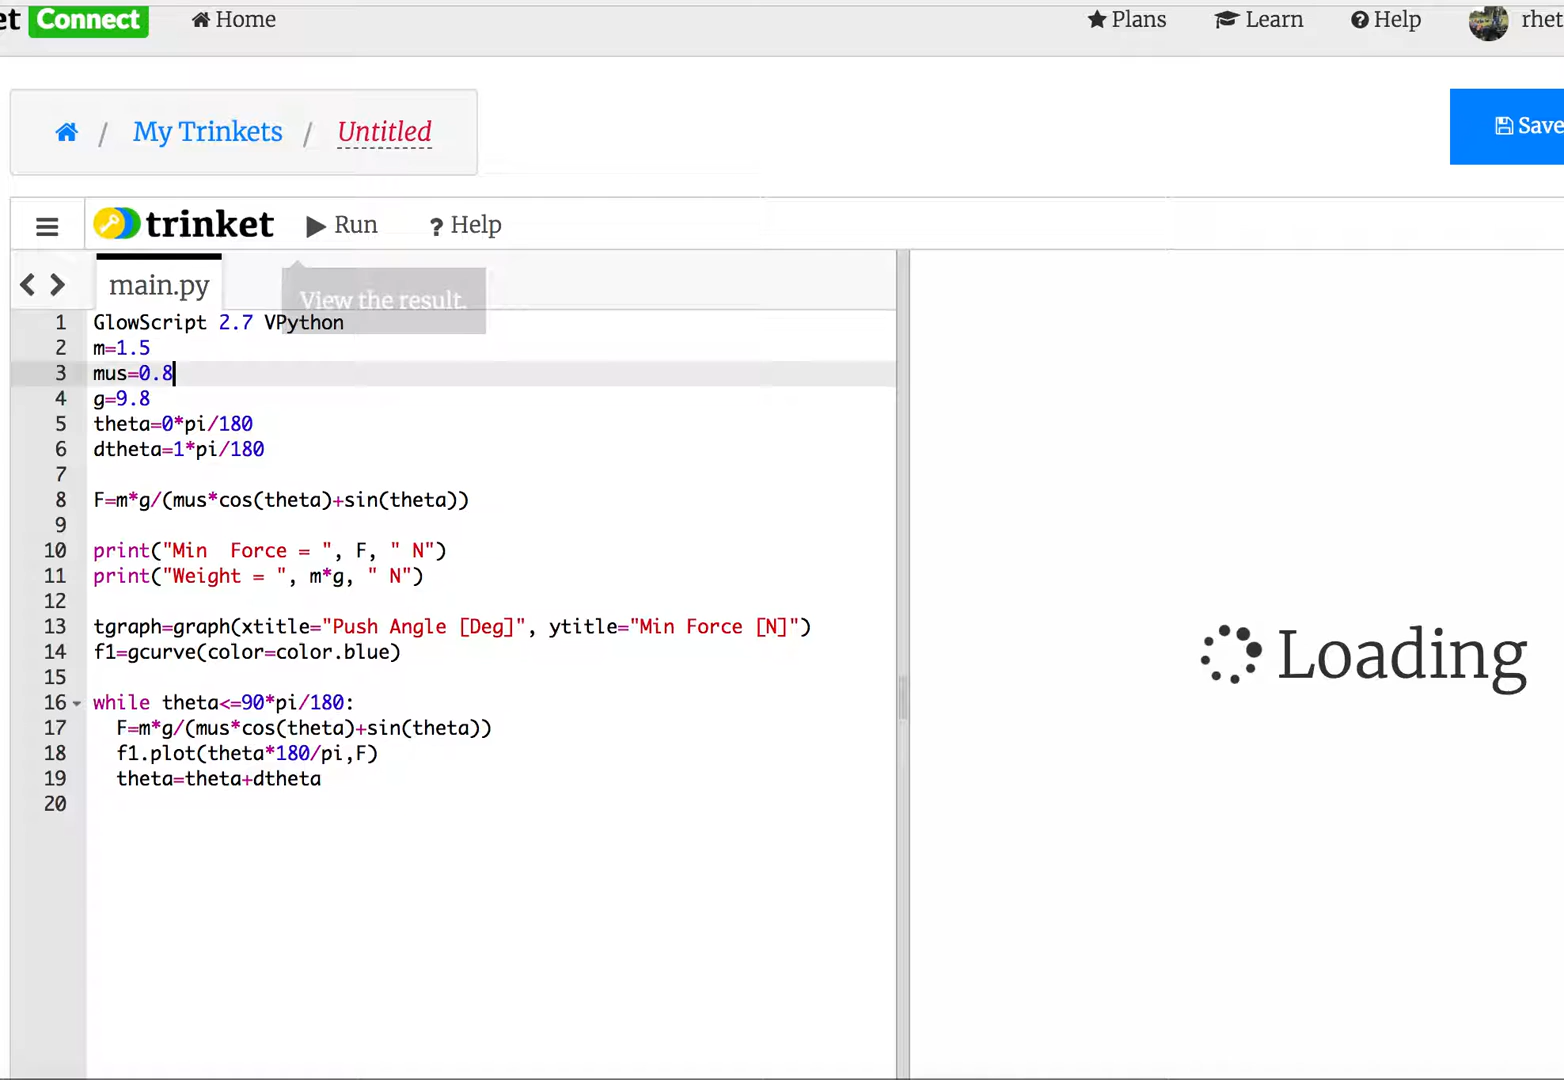 et Connect Home Plans Learn Help rhet
/ My Trinkets / Untitled
Save
trinket Run ? Help
main.py
View the result.
1 GlowScript 2.7 VPython
2 m=1.5
3 mus=0.8
4 g=9.8
5 theta=0*pi/180
6 dtheta=1*pi/180
7
8 F=m*g/(mus*cos(theta)+sin(theta))
9
10 print("Min  Force = ", F, " N")
11 print("Weight = ", m*g, " N")
12
13 tgraph=graph(xtitle="Push Angle [Deg]", ytitle="Min Force [N]")
14 f1=gcurve(color=color.blue)
15
16 while theta<=90*pi/180:
17   F=m*g/(mus*cos(theta)+sin(theta))
18   f1.plot(theta*180/pi,F)
19   theta=theta+dtheta
20
Loading